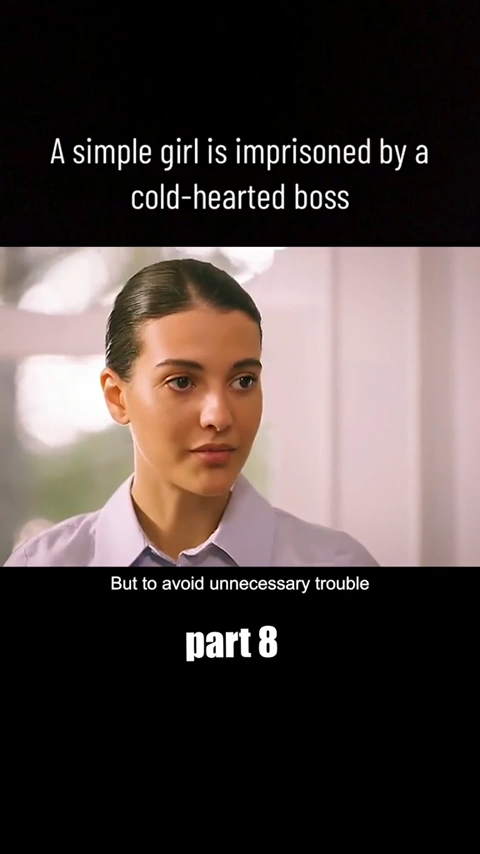 A simple girl is imprisoned by a
cold-hearted boss
But to avoid unnecessary trouble
part 8